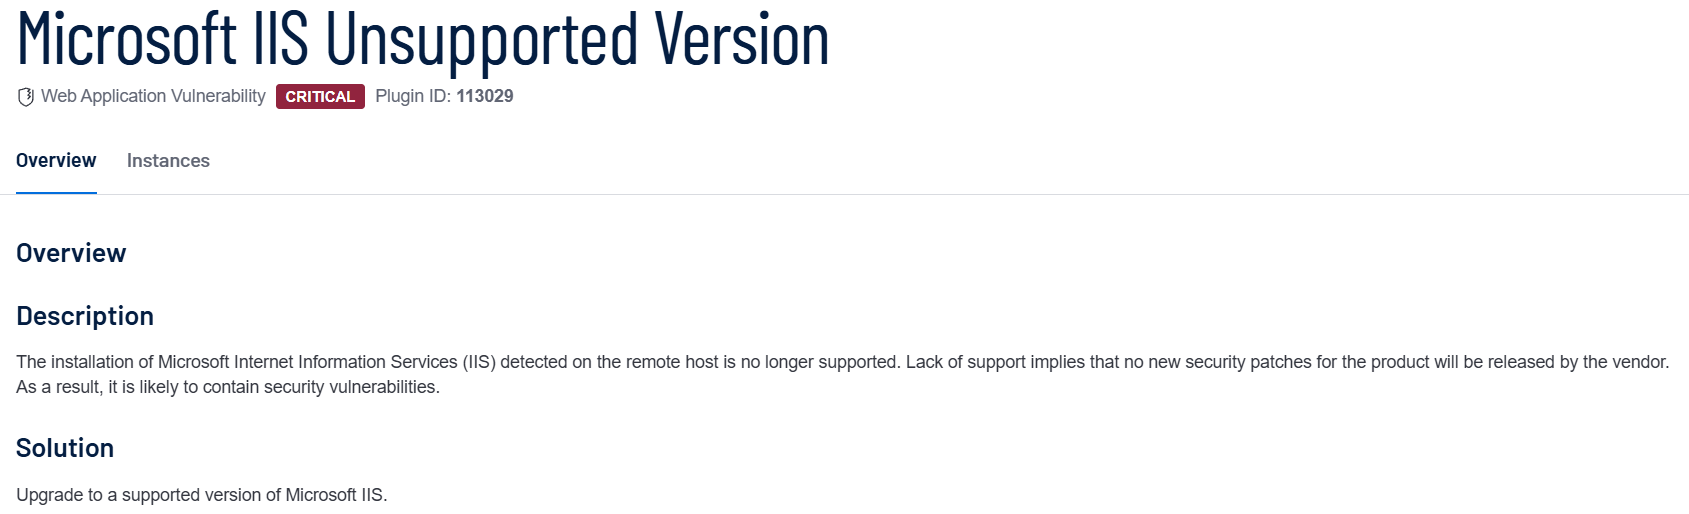 Microsoft IIS Unsupported Version
Web Application Vulnerability CRITICAL Plugin ID: 113029
Overview Instances
Overview
Description
The installation of Microsoft Internet Information Services (IIS) detected on the remote host is no longer supported. Lack of support implies that no new security patches for the product will be released by the vendor.
As a result, it is likely to contain security vulnerabilities.
Solution
Upgrade to a supported version of Microsoft IIS.